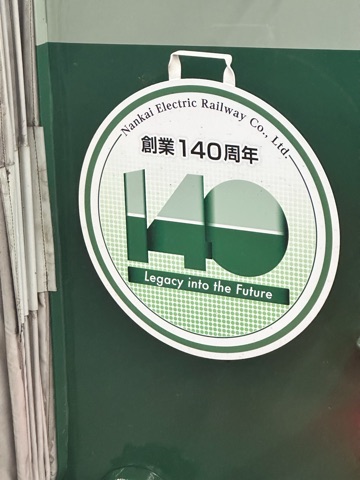 Nankai Electric Railway Co., Ltd.
創業140周年
140
Legacy into the Future